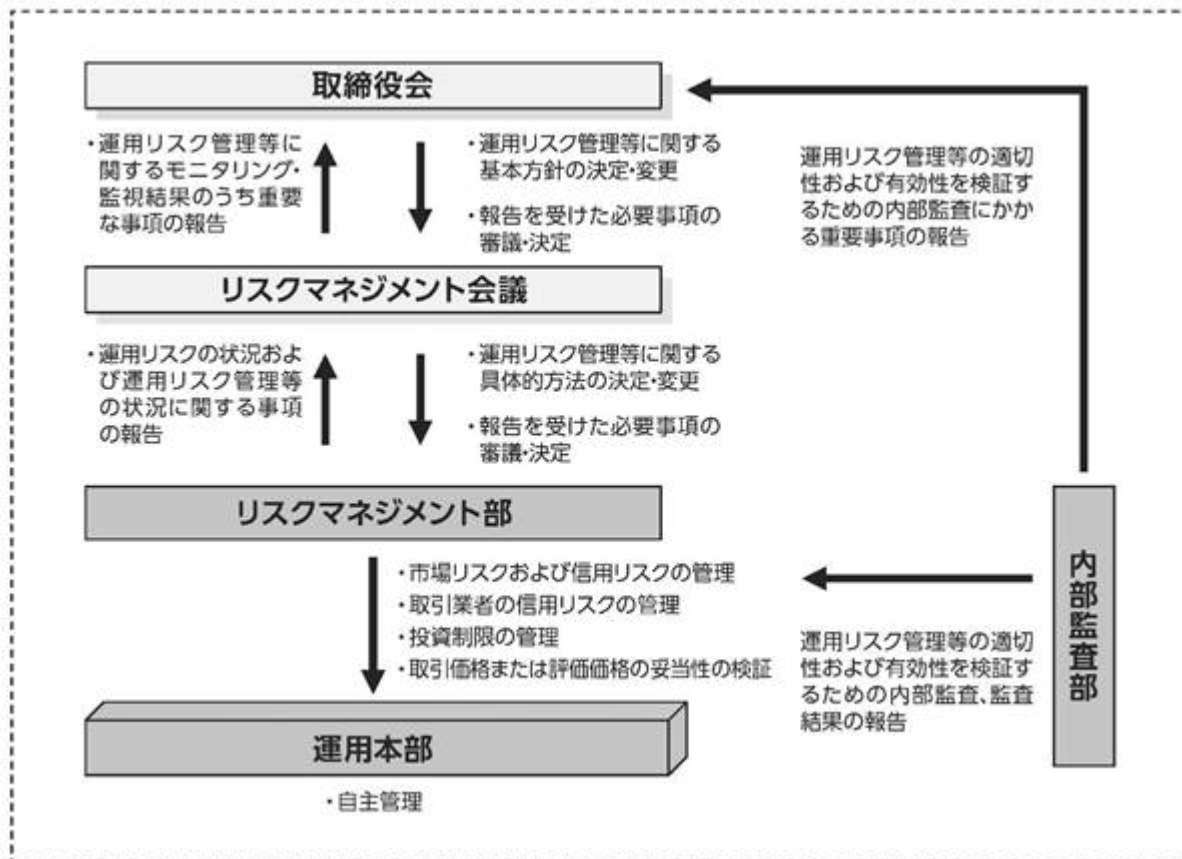 取締役会
・運用リスク管理等に
関するモニタリング・
監視結果のうち重要
な事項の報告
・運用リスク管理等に関する
基本方針の決定・変更
・報告を受けた必要事項の
審議・決定
運用リスク管理等の適切
性および有効性を検証す
るための内部監査にかか
る重要事項の報告
リスクマネジメント会議
・運用リスクの状況およ
び運用リスク管理等
の状況に関する事項
の報告
・運用リスク管理等に関する
具体的方法の決定・変更
・報告を受けた必要事項の
審議・決定
リスクマネジメント部
・市場リスクおよび信用リスクの管理
・取引業者の信用リスクの管理
・投資制限の管理
・取引価格または評価価格の妥当性の検証
内部監査部
運用リスク管理等の適切
性および有効性を検証す
るための内部監査、監査
結果の報告
運用本部
・自主管理